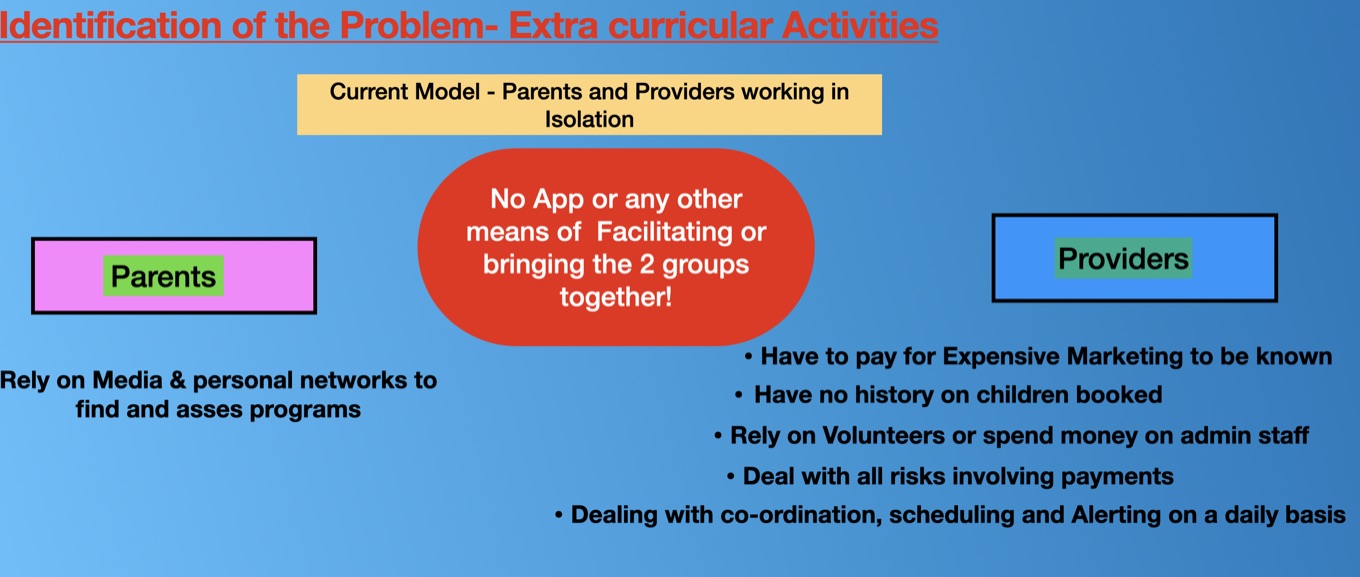 Identification of the Problem- Extra curricular Activities
Current Model - Parents and Providers working in
Isolation
No App or any other
means of  Facilitating or
bringing the 2 groups
together!
Parents
Providers
Rely on Media & personal networks to
find and asses programs
• Have to pay for Expensive Marketing to be known
• Have no history on children booked
• Rely on Volunteers or spend money on admin staff
• Deal with all risks involving payments
• Dealing with co-ordination, scheduling and Alerting on a daily basis